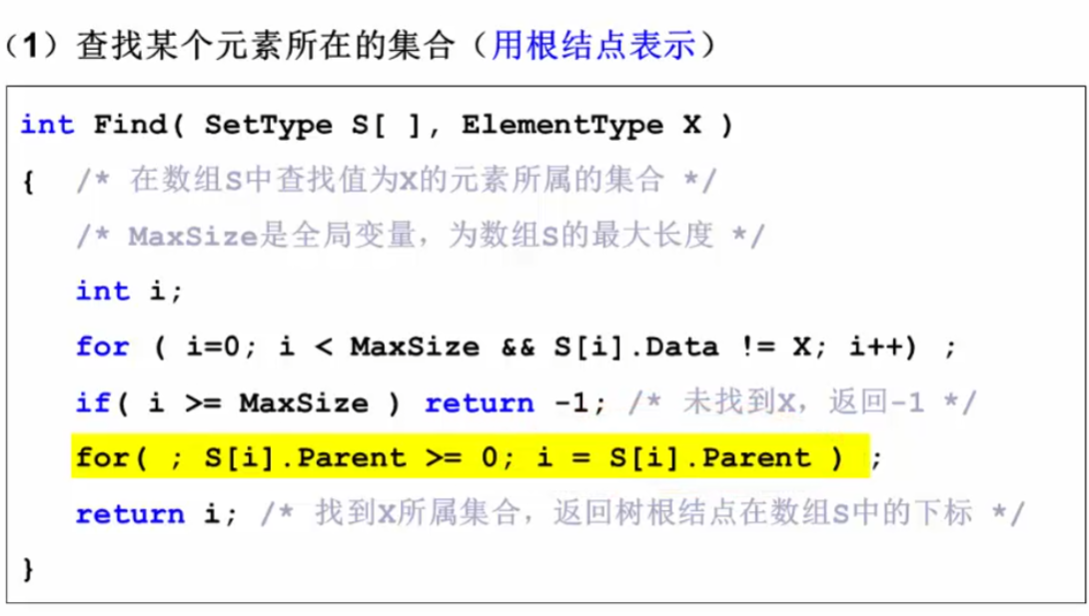 （1）查找某个元素所在的集合（用根结点表示）
int Find( SetType S[ ], ElementType X )
{ /* 在数组S中查找值为X的元素所属的集合 */
/* MaxSize是全局变量，为数组S的最大长度 */
int i;
for ( i=0; i < MaxSize && S[i].Data != X; i++) ;
if( i >= MaxSize ) return -1; /* 未找到X，返回-1 */
for( ; S[i].Parent >= 0; i = S[i].Parent ) ;
return i; /* 找到X所属集合，返回树根结点在数组S中的下标 */
}